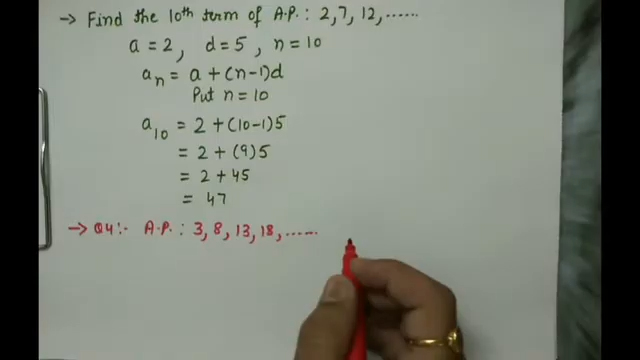 → Find the 10th term of A.P. : 2, 7, 12, ......
a = 2, d = 5, n = 10
an = a + (n-1)d
Put n = 10
a10 = 2 + (10-1)5
= 2 + (9)5
= 2 + 45
= 47
→ Q4:- A.P. : 3, 8, 13, 18, ......